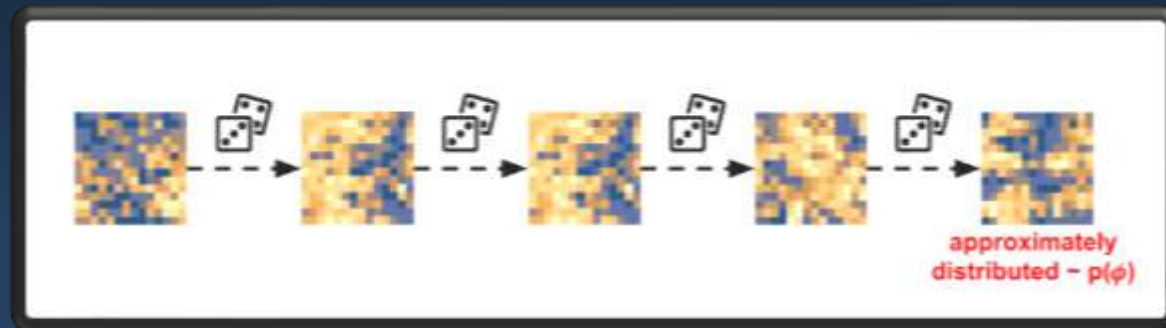 approximately
distributed ~ p(φ)